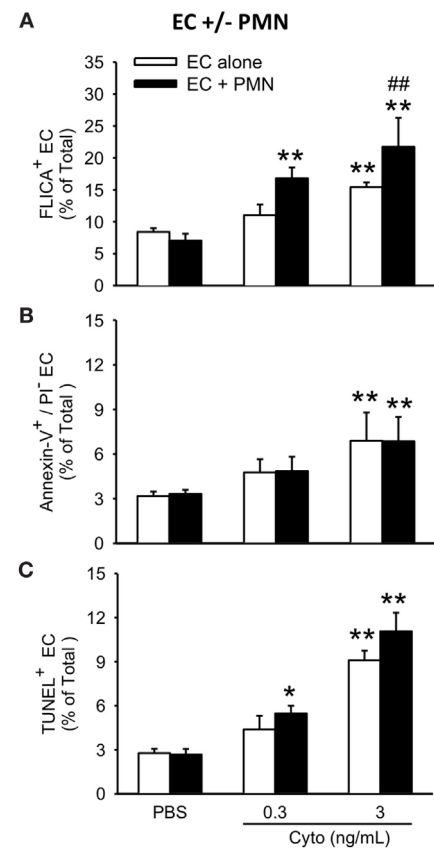 A
EC +/- PMN
EC alone
EC + PMN
FLICA+ EC
(% of Total)
35
30
25
20
15
10
5
0
**
**
##
**
B
Annexin-V+ / PI- EC
(% of Total )
15
12
9
6
3
0
**
**
C
TUNEL+ EC
(% of Total )
15
12
9
6
3
0
*
**
**
PBS
0.3
3
Cyto (ng/mL)